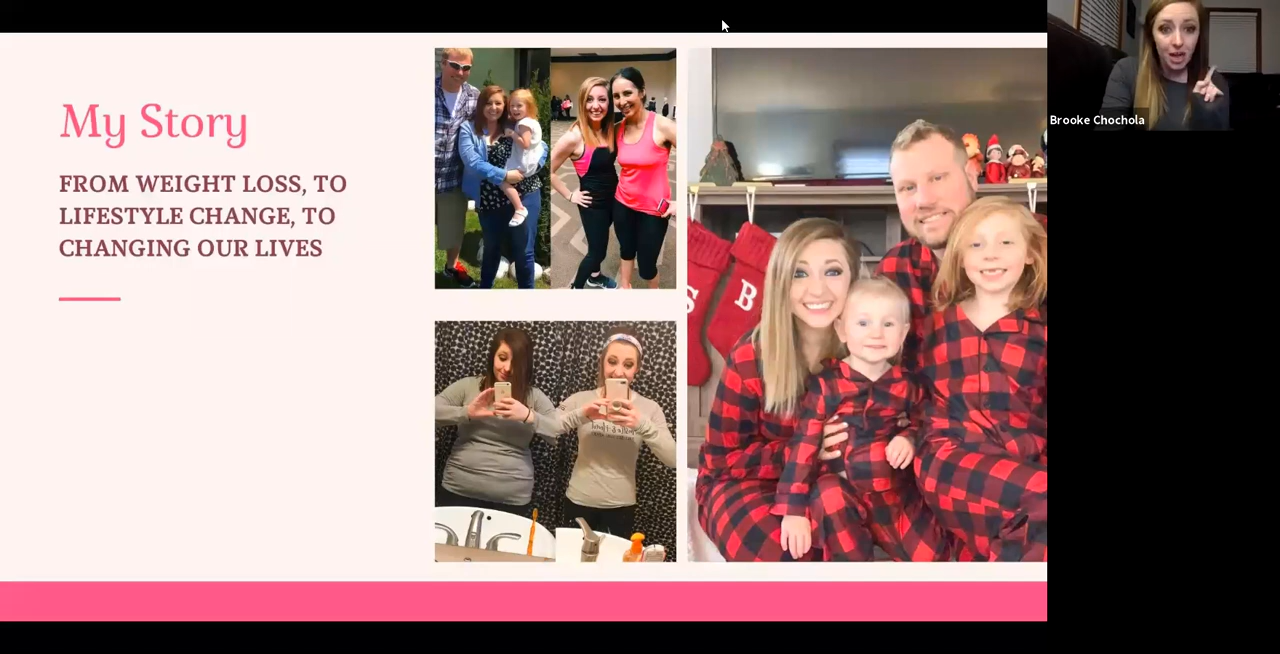 My Story
FROM WEIGHT LOSS, TO
LIFESTYLE CHANGE, TO
CHANGING OUR LIVES
S
B
Brooke Chochola